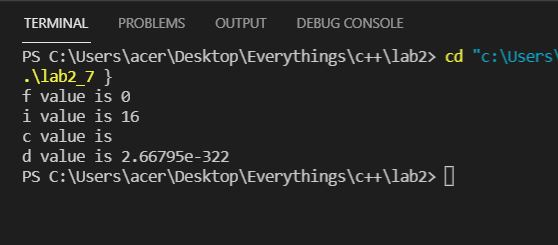 TERMINAL PROBLEMS OUTPUT DEBUG CONSOLE
PS C:\Users\acer\Desktop\Everythings\c++\lab2> cd "c:\Users\
.\lab2_7 }
f value is 0
i value is 16
c value is
d value is 2.66795e-322
PS C:\Users\acer\Desktop\Everythings\c++\lab2>